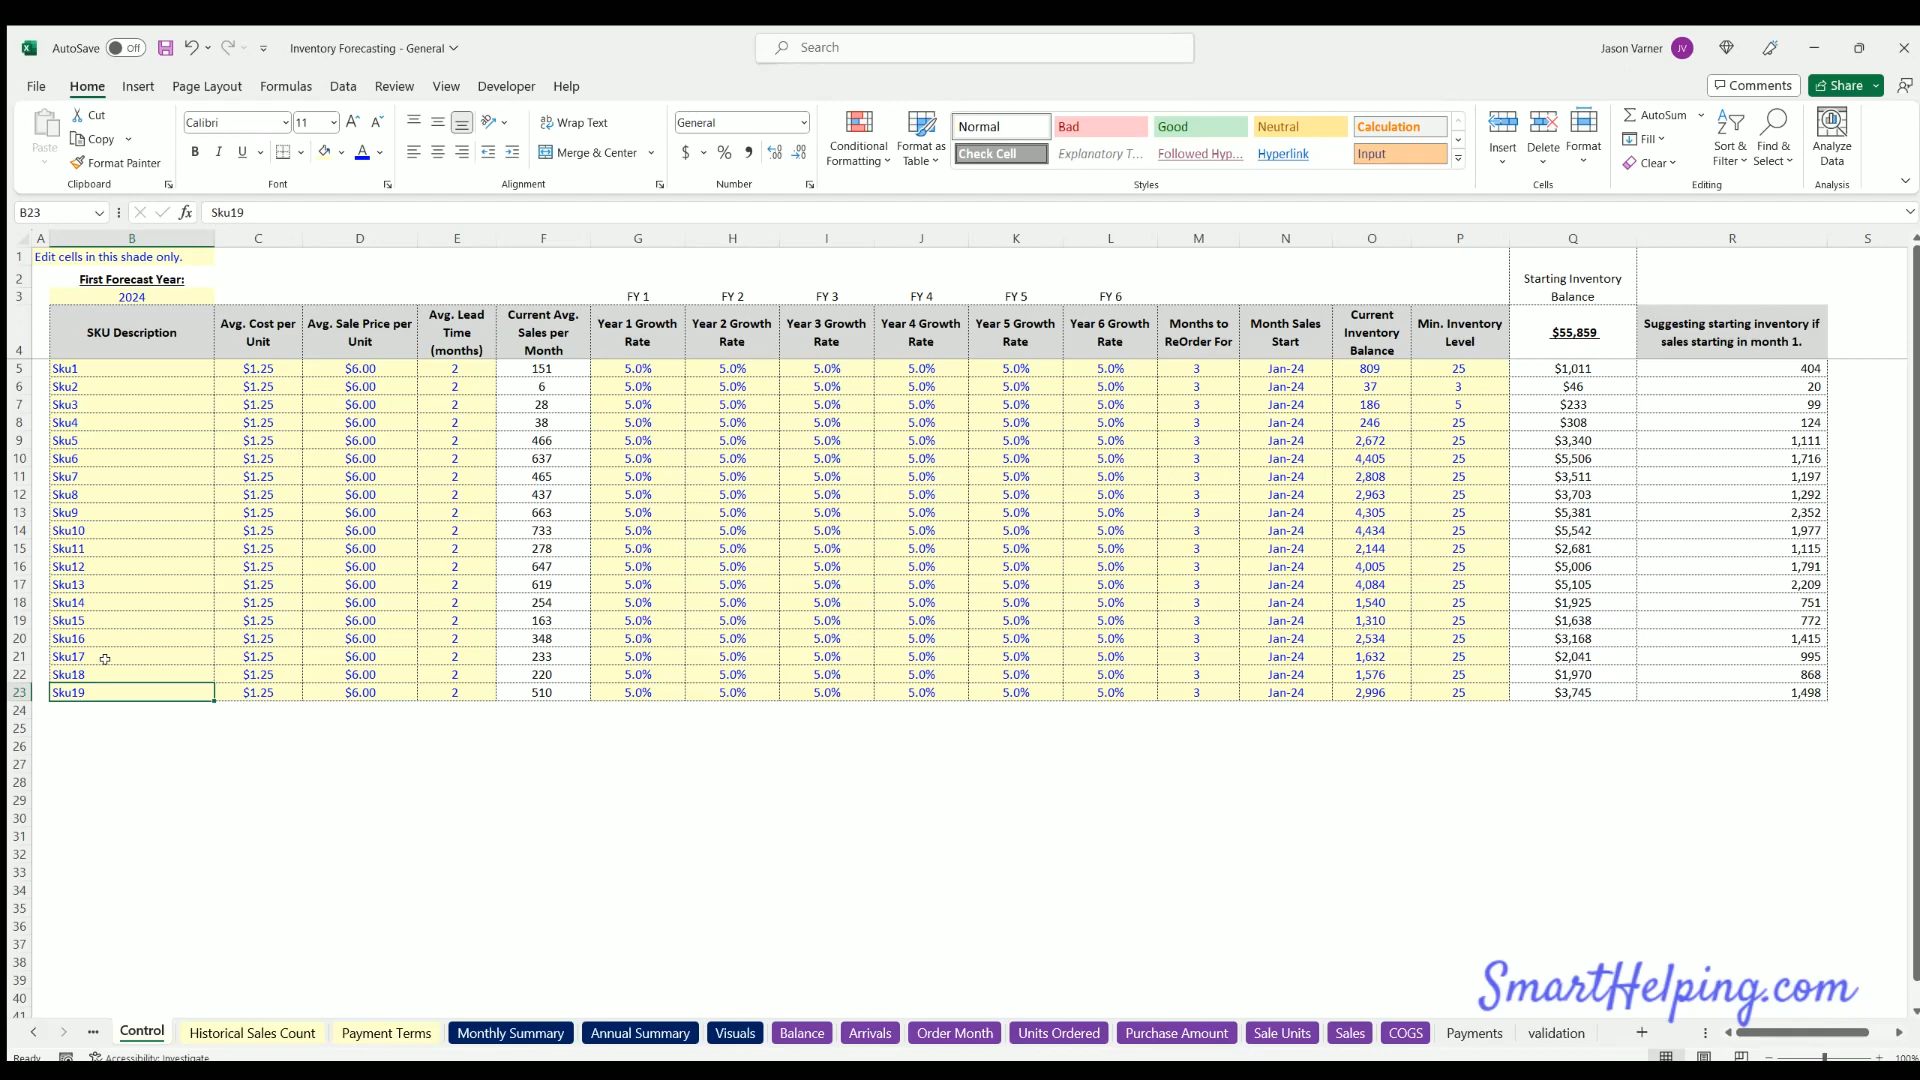 AutoSave Off Inventory Forecasting - General Search Jason Varner JV
File Home Insert Page Layout Formulas Data Review View Developer Help Comments Share
Paste Cut Copy Format Painter Clipboard
Calibri 11 B I U Font
Wrap Text Merge & Center Alignment
General $ % Number
Conditional Formatting Format as Table
Normal Bad Good Neutral Calculation
Check Cell Explanatory T... Followed Hyp... Hyperlink Input
Styles
Insert Delete Format Cells
AutoSum Fill Clear Sort & Filter Find & Select Editing
Analyze Data Analysis
B23 fx Sku19
A B C D E F G H I J K L M N O P Q R S
1 Edit cells in this shade only.
2 First Forecast Year: Starting Inventory
3 2024 FY 1 FY 2 FY 3 FY 4 FY 5 FY 6 Balance
4 SKU Description Avg. Cost per Unit Avg. Sale Price per Unit Avg. Lead Time (months) Current Avg. Sales per Month Year 1 Growth Rate Year 2 Growth Rate Year 3 Growth Rate Year 4 Growth Rate Year 5 Growth Rate Year 6 Growth Rate Months to ReOrder For Month Sales Start Current Inventory Balance Min. Inventory Level $55,859 Suggesting starting inventory if sales starting in month 1.
5 Sku1 $1.25 $6.00 2 151 5.0% 5.0% 5.0% 5.0% 5.0% 5.0% 3 Jan-24 809 25 $1,011 404
6 Sku2 $1.25 $6.00 2 6 5.0% 5.0% 5.0% 5.0% 5.0% 5.0% 3 Jan-24 37 3 $46 20
7 Sku3 $1.25 $6.00 2 28 5.0% 5.0% 5.0% 5.0% 5.0% 5.0% 3 Jan-24 186 5 $233 99
8 Sku4 $1.25 $6.00 2 38 5.0% 5.0% 5.0% 5.0% 5.0% 5.0% 3 Jan-24 246 25 $308 124
9 Sku5 $1.25 $6.00 2 466 5.0% 5.0% 5.0% 5.0% 5.0% 5.0% 3 Jan-24 2,672 25 $3,340 1,111
10 Sku6 $1.25 $6.00 2 637 5.0% 5.0% 5.0% 5.0% 5.0% 5.0% 3 Jan-24 4,405 25 $5,506 1,716
11 Sku7 $1.25 $6.00 2 465 5.0% 5.0% 5.0% 5.0% 5.0% 5.0% 3 Jan-24 2,808 25 $3,511 1,197
12 Sku8 $1.25 $6.00 2 437 5.0% 5.0% 5.0% 5.0% 5.0% 5.0% 3 Jan-24 2,963 25 $3,703 1,292
13 Sku9 $1.25 $6.00 2 663 5.0% 5.0% 5.0% 5.0% 5.0% 5.0% 3 Jan-24 4,305 25 $5,381 2,352
14 Sku10 $1.25 $6.00 2 733 5.0% 5.0% 5.0% 5.0% 5.0% 5.0% 3 Jan-24 4,434 25 $5,542 1,977
15 Sku11 $1.25 $6.00 2 278 5.0% 5.0% 5.0% 5.0% 5.0% 5.0% 3 Jan-24 2,144 25 $2,681 1,115
16 Sku12 $1.25 $6.00 2 647 5.0% 5.0% 5.0% 5.0% 5.0% 5.0% 3 Jan-24 4,005 25 $5,006 1,791
17 Sku13 $1.25 $6.00 2 619 5.0% 5.0% 5.0% 5.0% 5.0% 5.0% 3 Jan-24 4,084 25 $5,105 2,209
18 Sku14 $1.25 $6.00 2 254 5.0% 5.0% 5.0% 5.0% 5.0% 5.0% 3 Jan-24 1,540 25 $1,925 751
19 Sku15 $1.25 $6.00 2 163 5.0% 5.0% 5.0% 5.0% 5.0% 5.0% 3 Jan-24 1,310 25 $1,638 772
20 Sku16 $1.25 $6.00 2 348 5.0% 5.0% 5.0% 5.0% 5.0% 5.0% 3 Jan-24 2,534 25 $3,168 1,415
21 Sku17 $1.25 $6.00 2 233 5.0% 5.0% 5.0% 5.0% 5.0% 5.0% 3 Jan-24 1,632 25 $2,041 995
22 Sku18 $1.25 $6.00 2 220 5.0% 5.0% 5.0% 5.0% 5.0% 5.0% 3 Jan-24 1,576 25 $1,970 868
23 Sku19 $1.25 $6.00 2 510 5.0% 5.0% 5.0% 5.0% 5.0% 5.0% 3 Jan-24 2,996 25 $3,745 1,498
24
25
26
27
28
29
30
31
32
33
34
35
36
37
38
39
40
41
SmartHelping.com
Control Historical Sales Count Payment Terms Monthly Summary Annual Summary Visuals Balance Arrivals Order Month Units Ordered Purchase Amount Sale Units Sales COGS Payments validation
Ready Accessibility: Investigate 100%